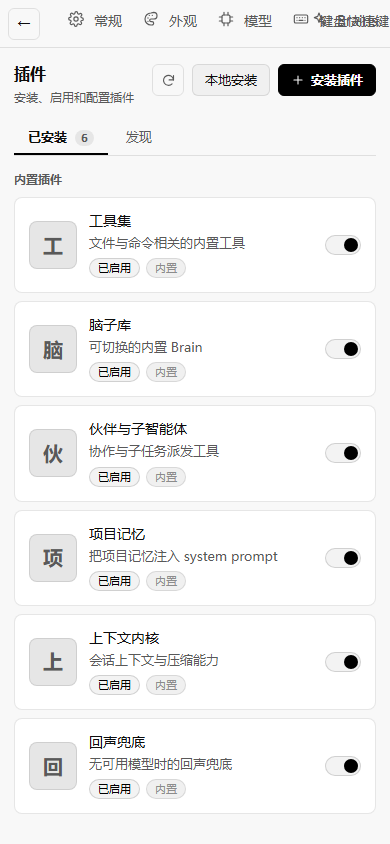 ←
常规
外观
模型
插件
安装、启用和配置插件
本地安装
+ 安装插件
已安装 6
发现
内置插件
工
工具集
文件与命令相关的内置工具
已启用 内置
脑
脑子库
可切换的内置 Brain
已启用 内置
伙
伙伴与子智能体
协作与子任务派发工具
已启用 内置
项
项目记忆
把项目记忆注入 system prompt
已启用 内置
上
上下文内核
会话上下文与压缩能力
已启用 内置
回
回声兜底
无可用模型时的回声兜底
已启用 内置